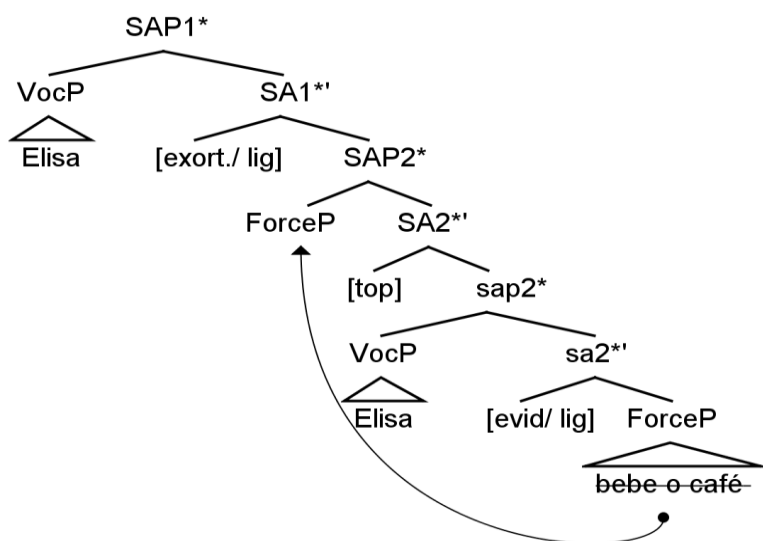 SAP1*
VocP SA1*'
Elisa [exort./ lig] SAP2*
ForceP SA2*'
[top] sap2*
VocP sa2*'
Elisa [evid/ lig] ForceP
bebe o café